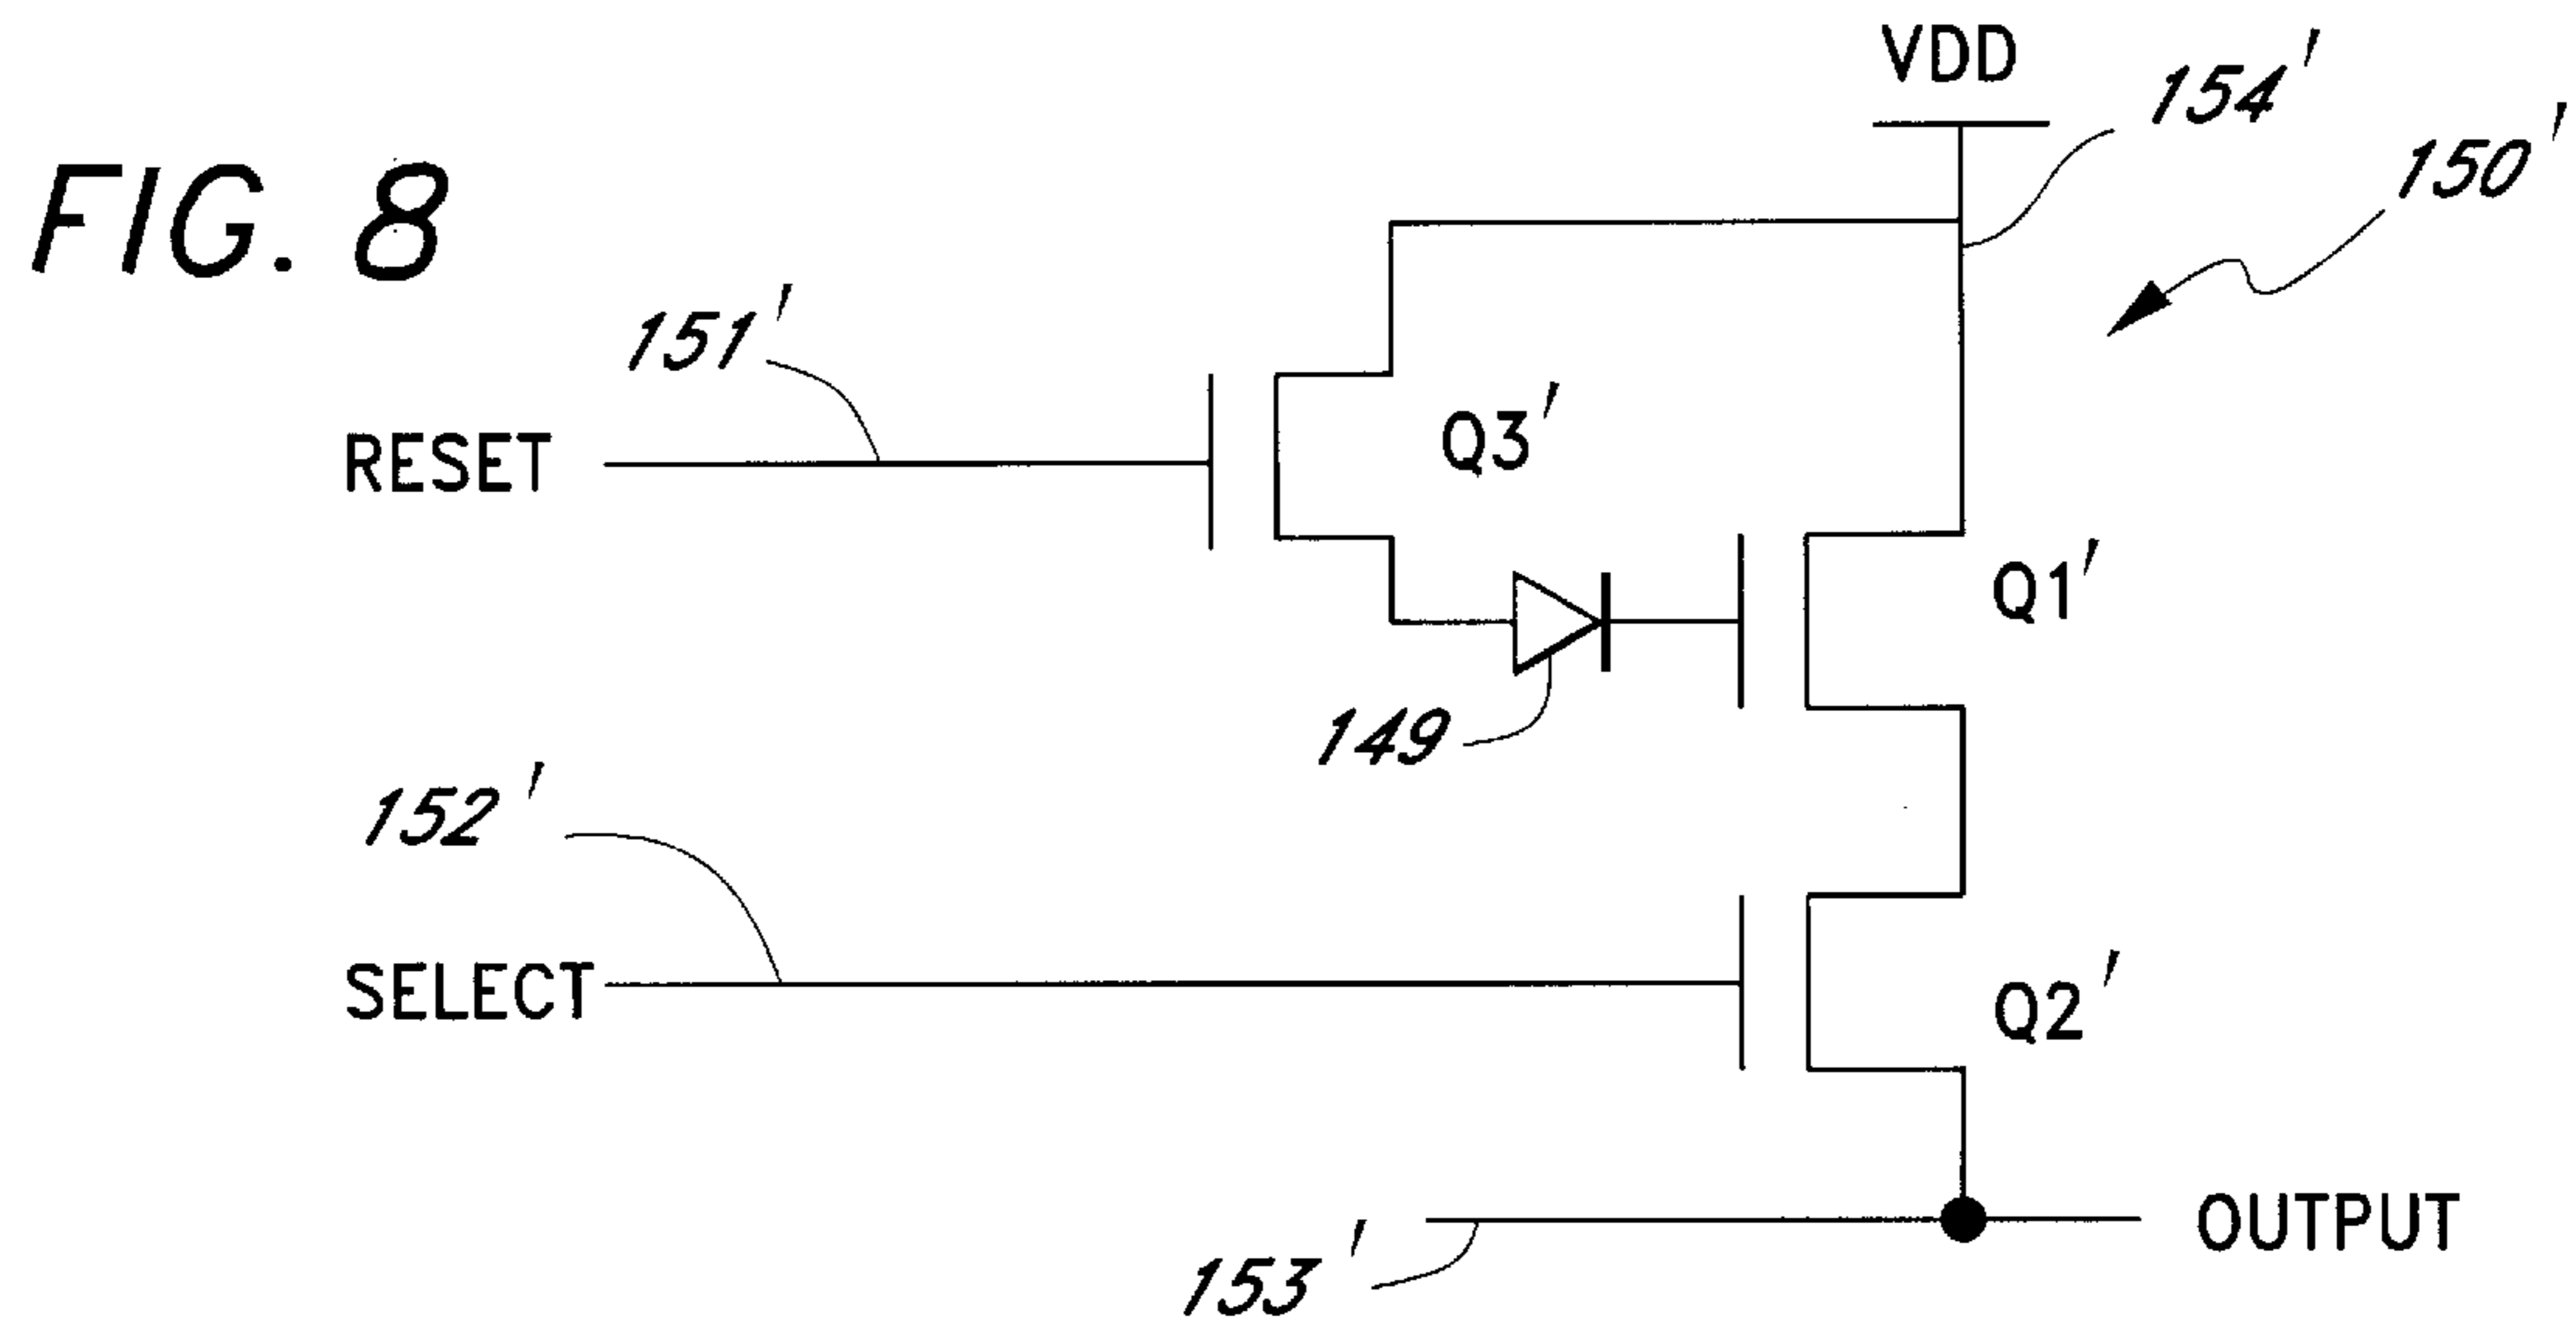 VDD
154'
150'
FIG. 8
151'
Q3'
RESET
Q1'
149
152'
SELECT
Q2'
OUTPUT
153'